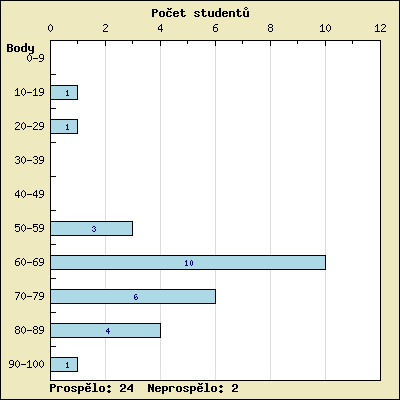 Počet studentů
0 2 4 6 8 10 12
Body
0-9
10-19 1
20-29 1
30-39
40-49
50-59 3
60-69 10
70-79 6
80-89 4
90-100 1
Prospělo: 24 Neprospělo: 2